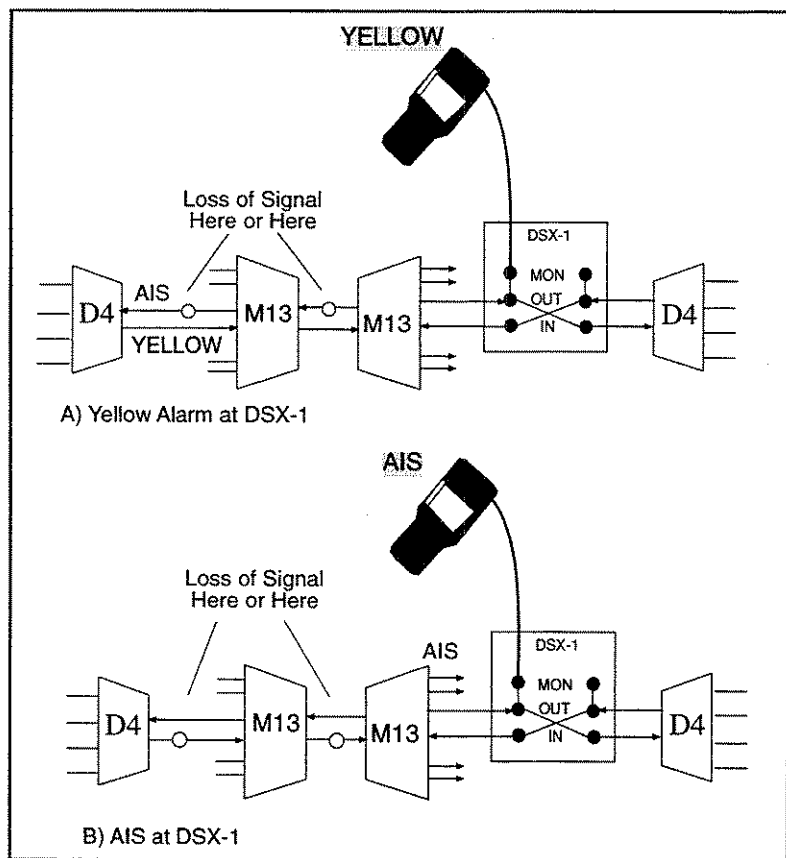 YELLOW
Loss of Signal
Here or Here
DSX-1
MON
OUT
IN
D4
AIS
YELLOW
M13
M13
D4
A) Yellow Alarm at DSX-1
AIS
Loss of Signal
Here or Here
AIS
DSX-1
MON
OUT
IN
D4
M13
M13
D4
B) AIS at DSX-1